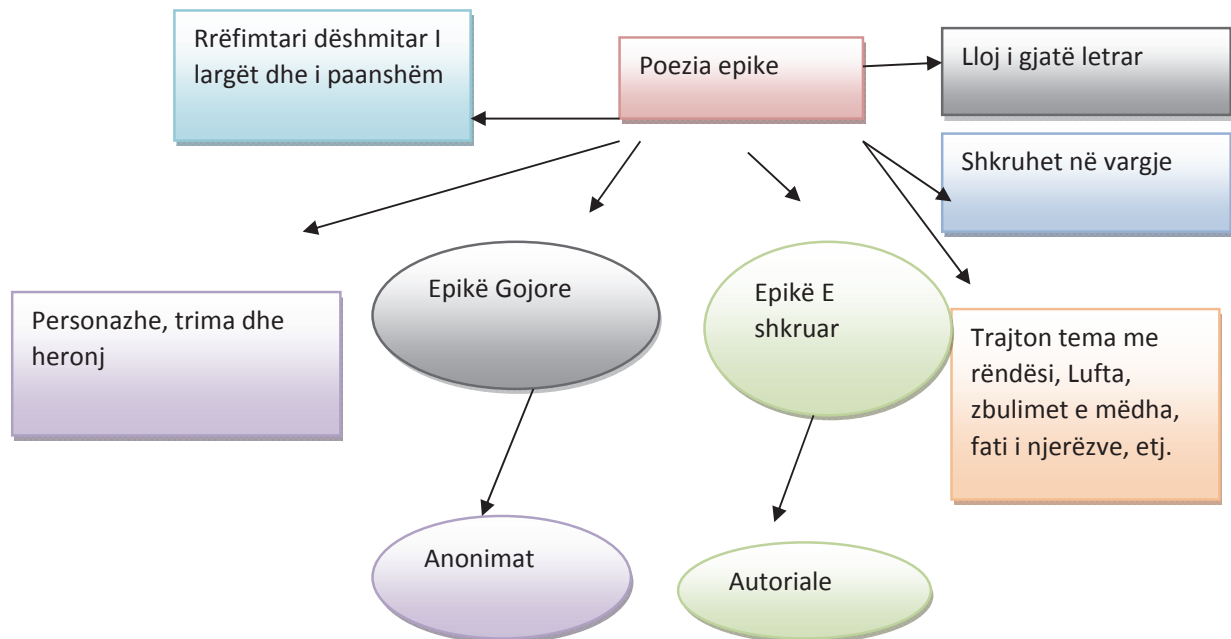 Rrëfimtari dëshmitar I
largët dhe i paanshëm
Poezia epike
Lloj i gjatë letrar
Shkruhet në vargje
Epikë Gojore
Epikë E
shkruar
Personazhe, trima dhe
heronj
Trajton tema me
rëndësi, Lufta,
zbulimet e mëdha,
fati i njerëzve, etj.
Anonimat
Autoriale